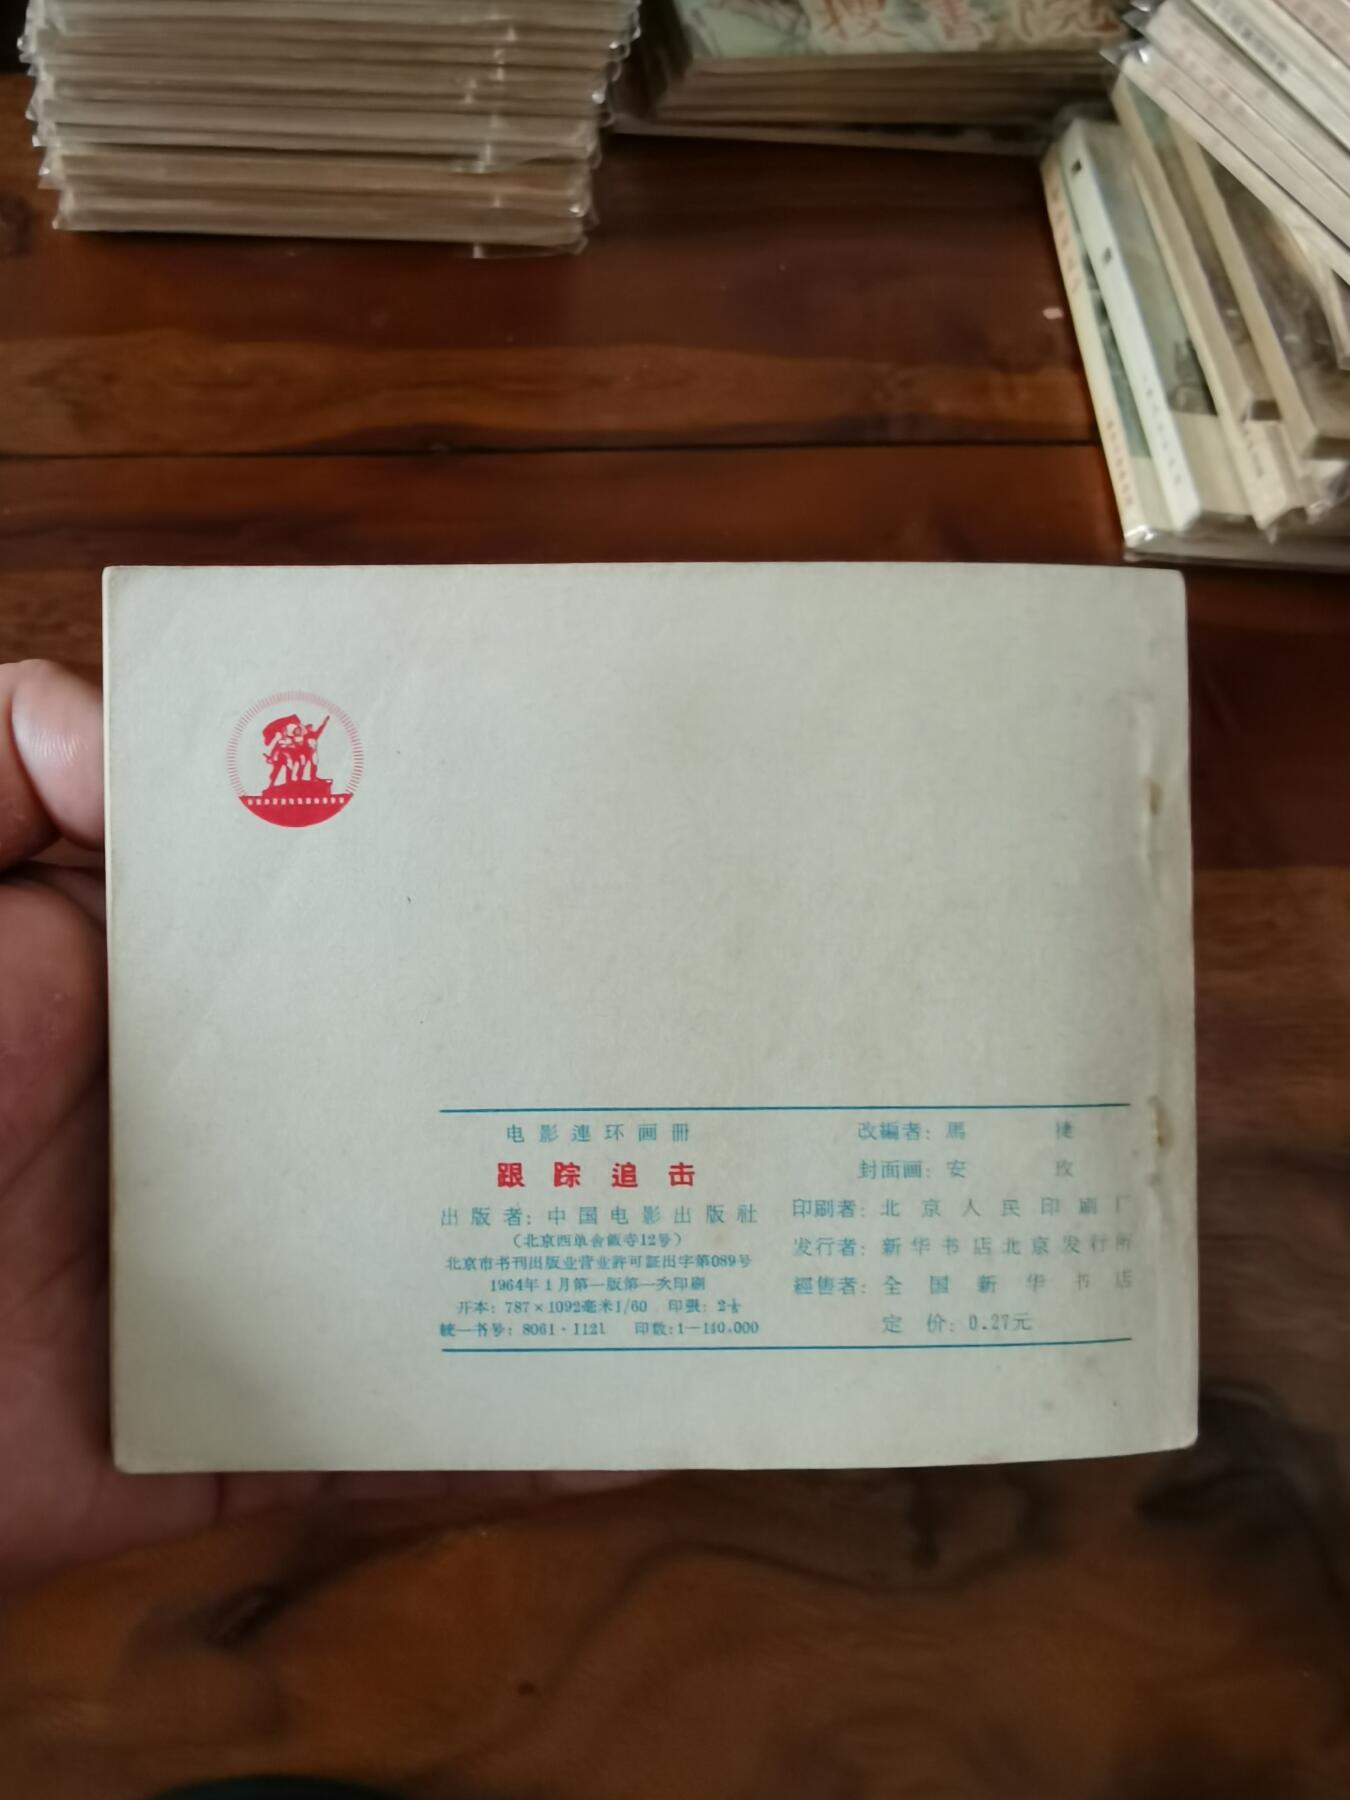 搜書院
电影連环画册
跟踪追击
出版者：中国电影出版社
（北京西单舍飯寺12号）
北京市书刊出版业营业許可証出字第089号
1964年1月第一版第一次印刷
开本：787×1092毫米1/60 印張：2⅙
統一书号：8061·1121 印数：1—140,000
改編者：馬 捷
封面画：安 玫
印刷者：北京人民印刷厂
发行者：新华书店北京发行所
經售者：全国新华书店
定 价：0.27元